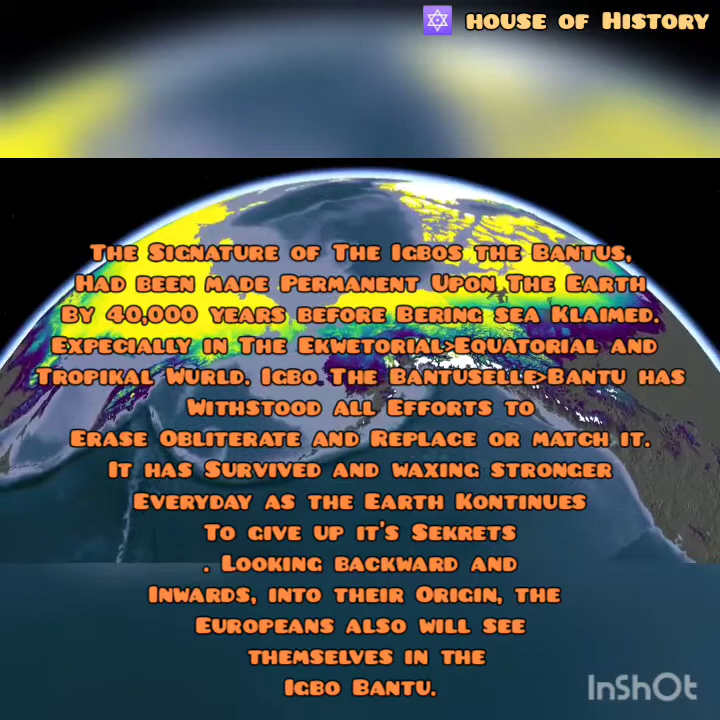 ✡ HOUSE OF HISTORY
THE SIGNATURE OF THE IGBOS THE BANTUS,
HAD BEEN MADE PERMANENT UPON THE EARTH
BY 40,000 YEARS BEFORE BERING SEA KLAIMED.
EXPECIALLY IN THE EKWETORIAL>EQUATORIAL AND
TROPIKAL WURLD. IGBO THE BANTUSELLE>BANTU HAS
WITHSTOOD ALL EFFORTS TO
ERASE OBLITERATE AND REPLACE OR MATCH IT.
IT HAS SURVIVED AND WAXING STRONGER
EVERYDAY AS THE EARTH KONTINUES
TO GIVE UP IT'S SEKRETS
. LOOKING BACKWARD AND
INWARDS, INTO THEIR ORIGIN, THE
EUROPEANS ALSO WILL SEE
THEMSELVES IN THE
IGBO BANTU.
InShOt